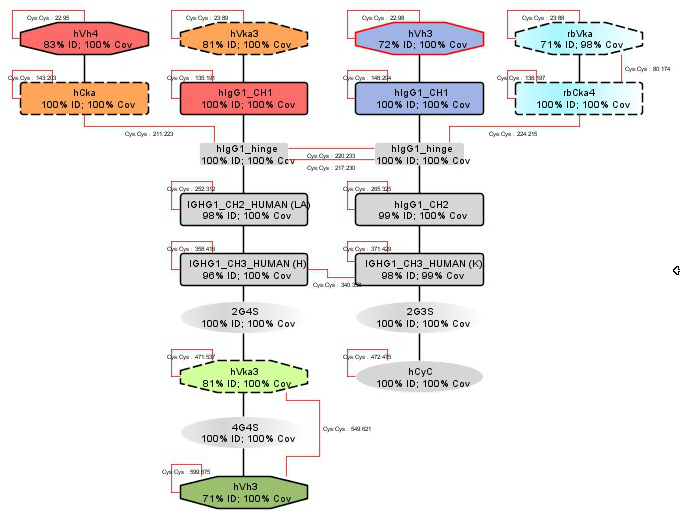 Cys:Cys : 22:95
Cys:Cys : 23:89
Cys:Cys : 22:98
Cys:Cys : 23:88
hVh4
83% ID; 100% Cov
hVka3
81% ID; 100% Cov
hVh3
72% ID; 100% Cov
rbVka
71% ID; 98% Cov
Cys:Cys : 80:174
Cys:Cys : 143:203
Cys:Cys : 135:191
Cys:Cys : 148:204
Cys:Cys : 138:197
hCka
100% ID; 100% Cov
hIgG1_CH1
100% ID; 100% Cov
hIgG1_CH1
100% ID; 100% Cov
rbCka4
100% ID; 100% Cov
Cys:Cys : 211:223
Cys:Cys : 224:215
hIgG1_hinge
100% ID; 100% Cov
hIgG1_hinge
100% ID; 100% Cov
Cys:Cys : 220:233
Cys:Cys : 217:230
Cys:Cys : 252:312
Cys:Cys : 265:325
IGHG1_CH2_HUMAN (LA)
98% ID; 100% Cov
hIgG1_CH2
99% ID; 100% Cov
Cys:Cys : 358:416
Cys:Cys : 371:429
IGHG1_CH3_HUMAN (H)
96% ID; 100% Cov
IGHG1_CH3_HUMAN (K)
98% ID; 99% Cov
2G4S
100% ID; 100% Cov
2G3S
100% ID; 100% Cov
Cys:Cys : 471:537
Cys:Cys : 472:475
hVka3
81% ID; 100% Cov
hCyC
100% ID; 100% Cov
4G4S
100% ID; 100% Cov
Cys:Cys : 549:621
Cys:Cys : 599:675
hVh3
71% ID; 100% Cov